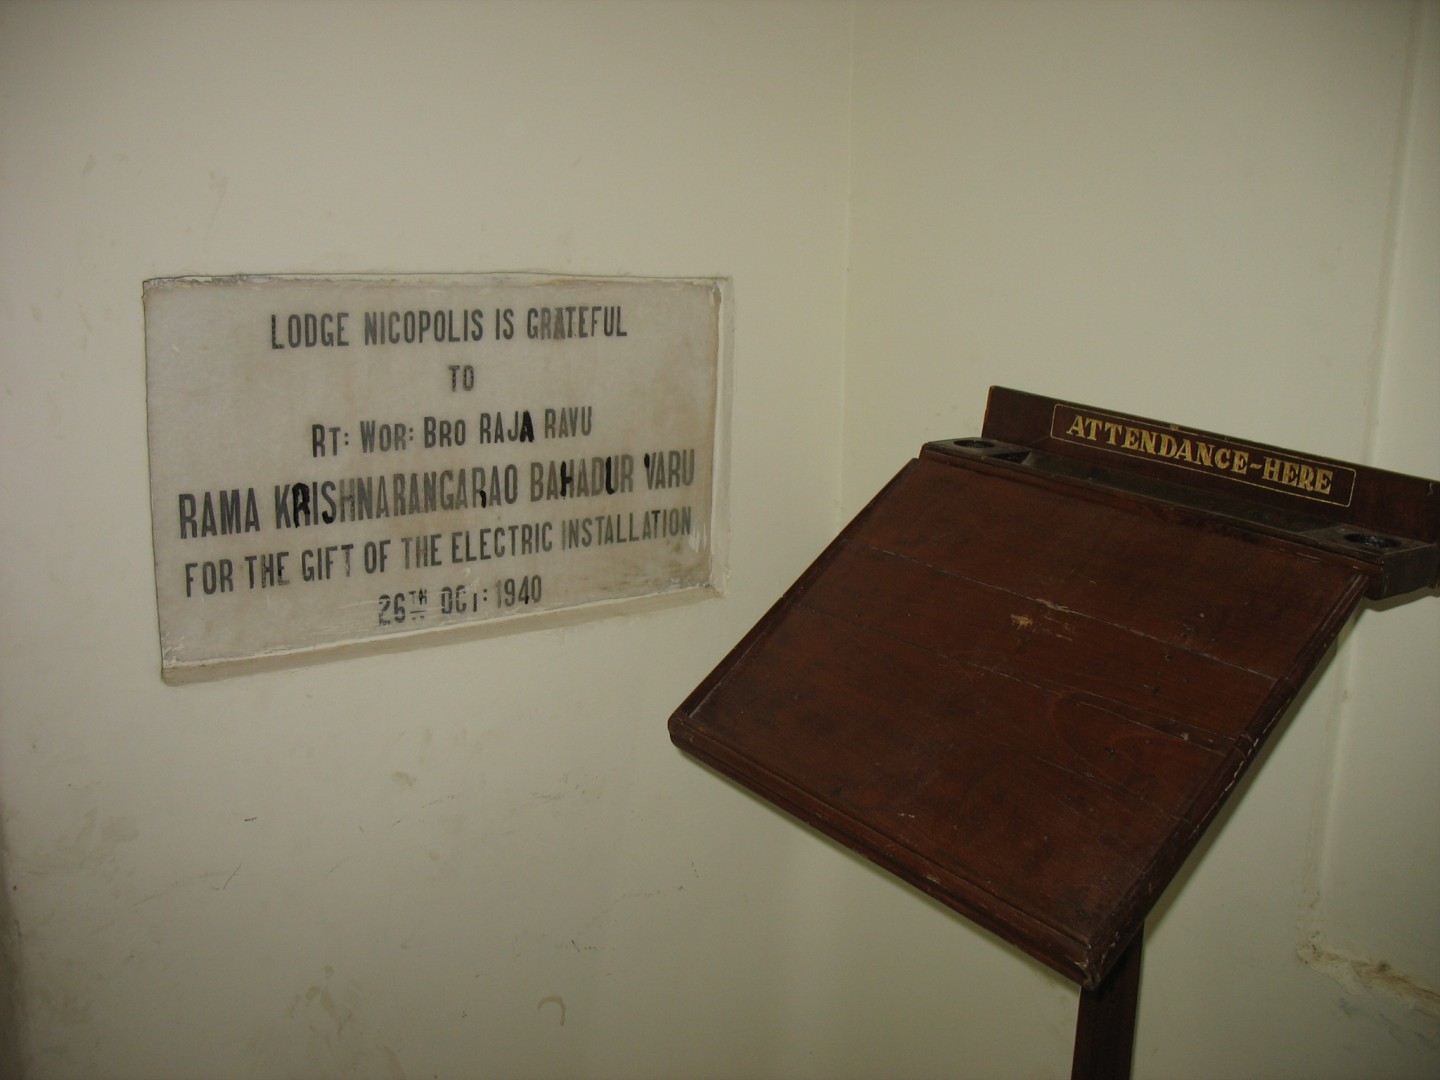 LODGE NICOPOLIS IS GRATEFUL
TO
RT: WOR: BRO RAJA RAVU
RAMA KRISHNARANGARAO BAHADUR VARU
FOR THE GIFT OF THE ELECTRIC INSTALLATION
26TH OCT: 1940
ATTENDANCE-HERE